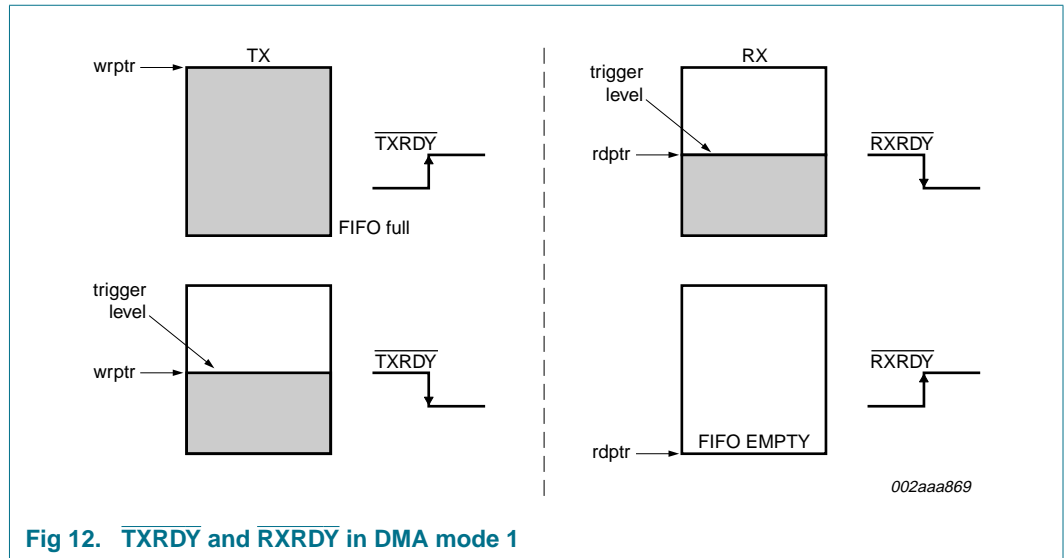 TX
wrptr
TXRDY
FIFO full
trigger
level
wrptr
TXRDY
RX
trigger
level
rdptr
RXRDY
RXRDY
FIFO EMPTY
rdptr
002aaa869
Fig 12. TXRDY and RXRDY in DMA mode 1